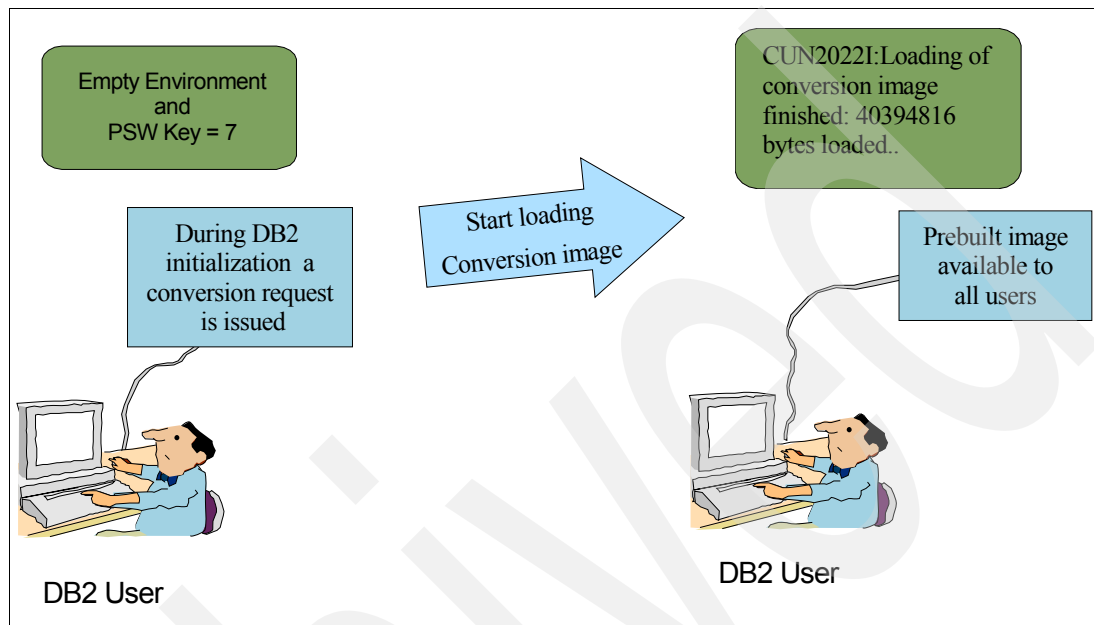 Empty Environment
and
PSW Key = 7
CUN2022I:Loading of
conversion image
finished: 40394816
bytes loaded..
During DB2
initialization a
conversion request
is issued
Start loading
Conversion image
Prebuilt image
available to
all users
DB2 User
DB2 User